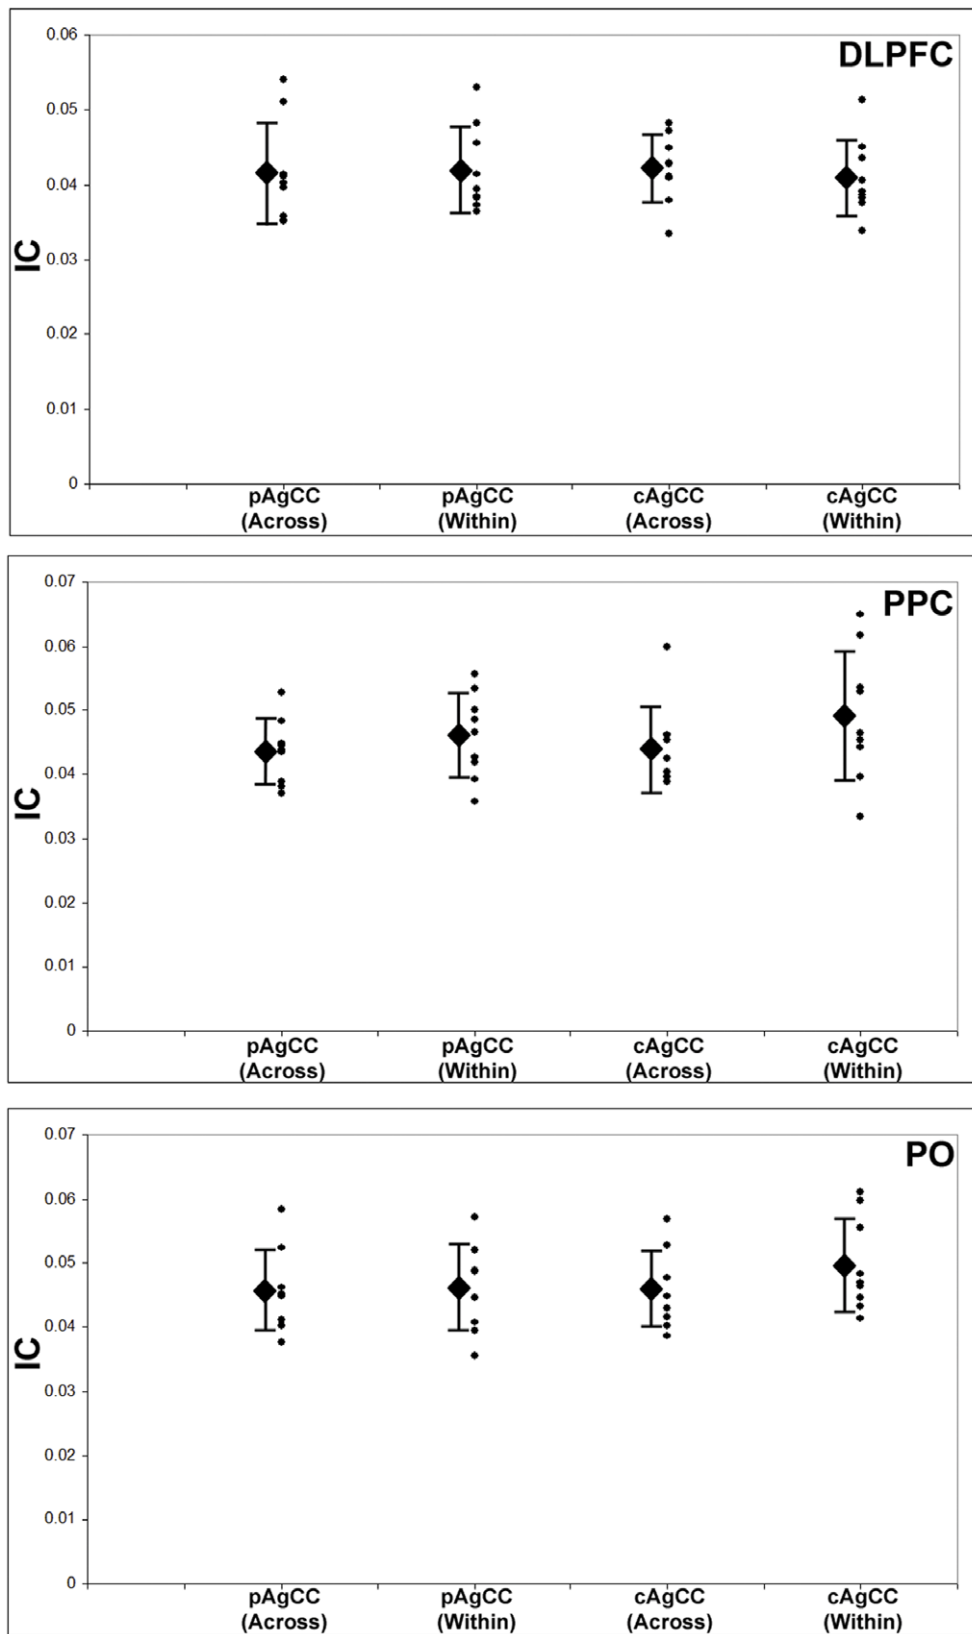 DLPFC
0.06
0.05
0.04
0.03
0.02
0.01
0
IC
pAgCC (Across)
pAgCC (Within)
cAgCC (Across)
cAgCC (Within)
PPC
0.07
0.06
0.05
0.04
0.03
0.02
0.01
0
IC
pAgCC (Across)
pAgCC (Within)
cAgCC (Across)
cAgCC (Within)
PO
0.07
0.06
0.05
0.04
0.03
0.02
0.01
0
IC
pAgCC (Across)
pAgCC (Within)
cAgCC (Across)
cAgCC (Within)